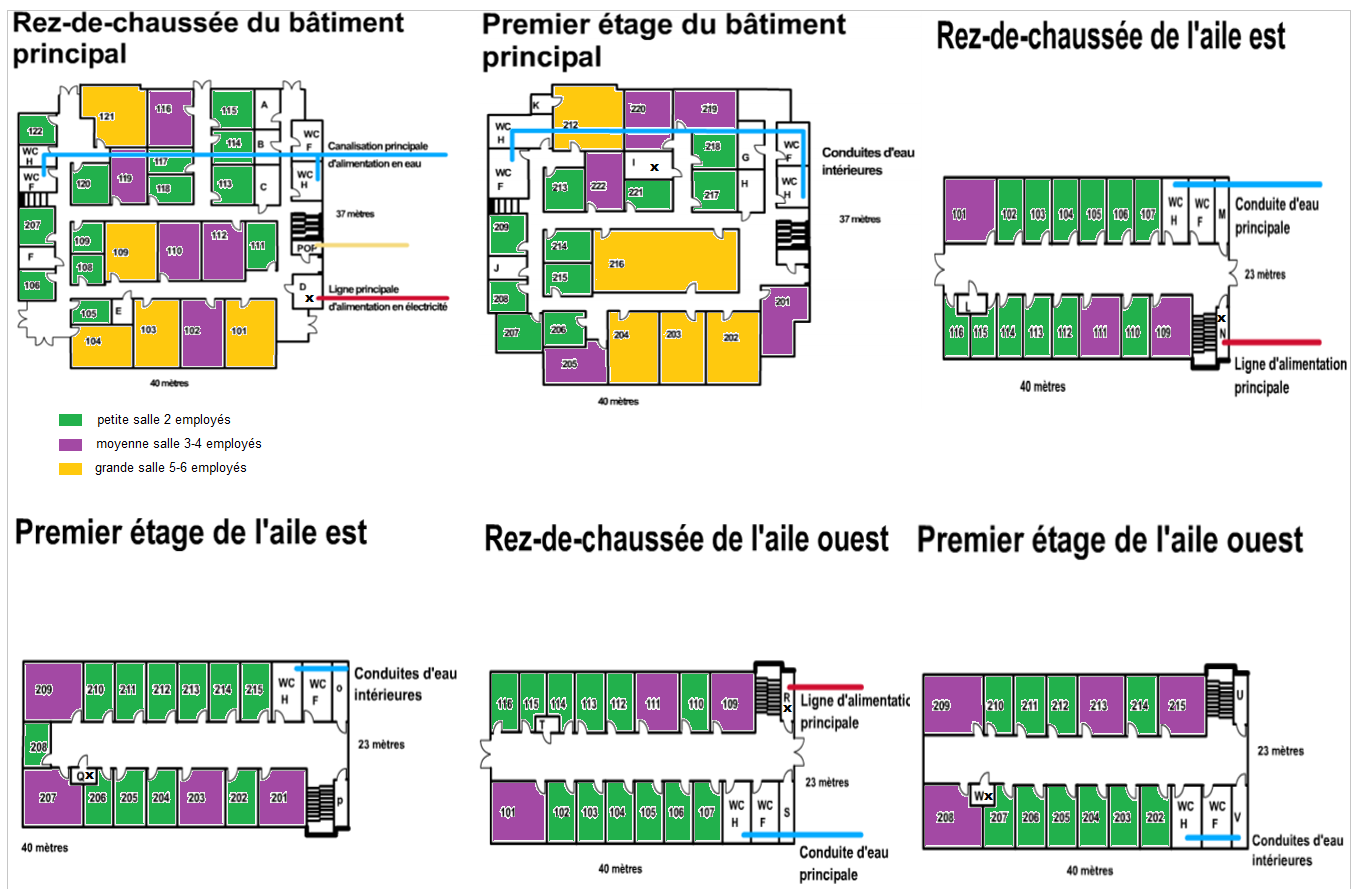 Rez-de-chaussée du bâtiment
principal
121
116
115
A
122
WC
H
WC
F
114
B
WC
F
Canalisation principale
d'alimentation en eau
117
119
120
118
113
C
WC
H
37 mètres
207
109
109
110
112
111
POP
F
108
106
D
x
Ligne principale
d'alimentation en électricité
105
E
104
103
102
101
40 mètres
petite salle 2 employés
moyenne salle 3-4 employés
grande salle 5-6 employés
Premier étage du bâtiment
principal
K
212
220
219
WC
H
218
WC
F
Conduites d'eau
intérieures
I
x
G
WC
F
213
222
221
217
H
WC
H
37 mètres
209
214
216
J
215
208
201
207
206
204
203
202
205
40 mètres
Rez-de-chaussée de l'aile est
101
102
103
104
105
106
107
WC
H
WC
F
M
Conduite d'eau
principale
23 mètres
L
116
115
114
113
112
111
110
109
x
N
Ligne d'alimentation
principale
40 mètres
Premier étage de l'aile est
209
210
211
212
213
214
215
WC
H
WC
F
o
Conduites d'eau
intérieures
208
23 mètres
Qx
207
206
205
204
203
202
201
p
40 mètres
Rez-de-chaussée de l'aile ouest
116
115
114
113
112
111
110
109
R
x
Ligne d'alimentatio
principale
T
23 mètres
101
102
103
104
105
106
107
WC
H
WC
F
S
Conduite d'eau
principale
40 mètres
Premier étage de l'aile ouest
209
210
211
212
213
214
215
U
23 mètres
Wx
208
207
206
205
204
203
202
WC
H
WC
F
V
Conduites d'eau
intérieures
40 mètres